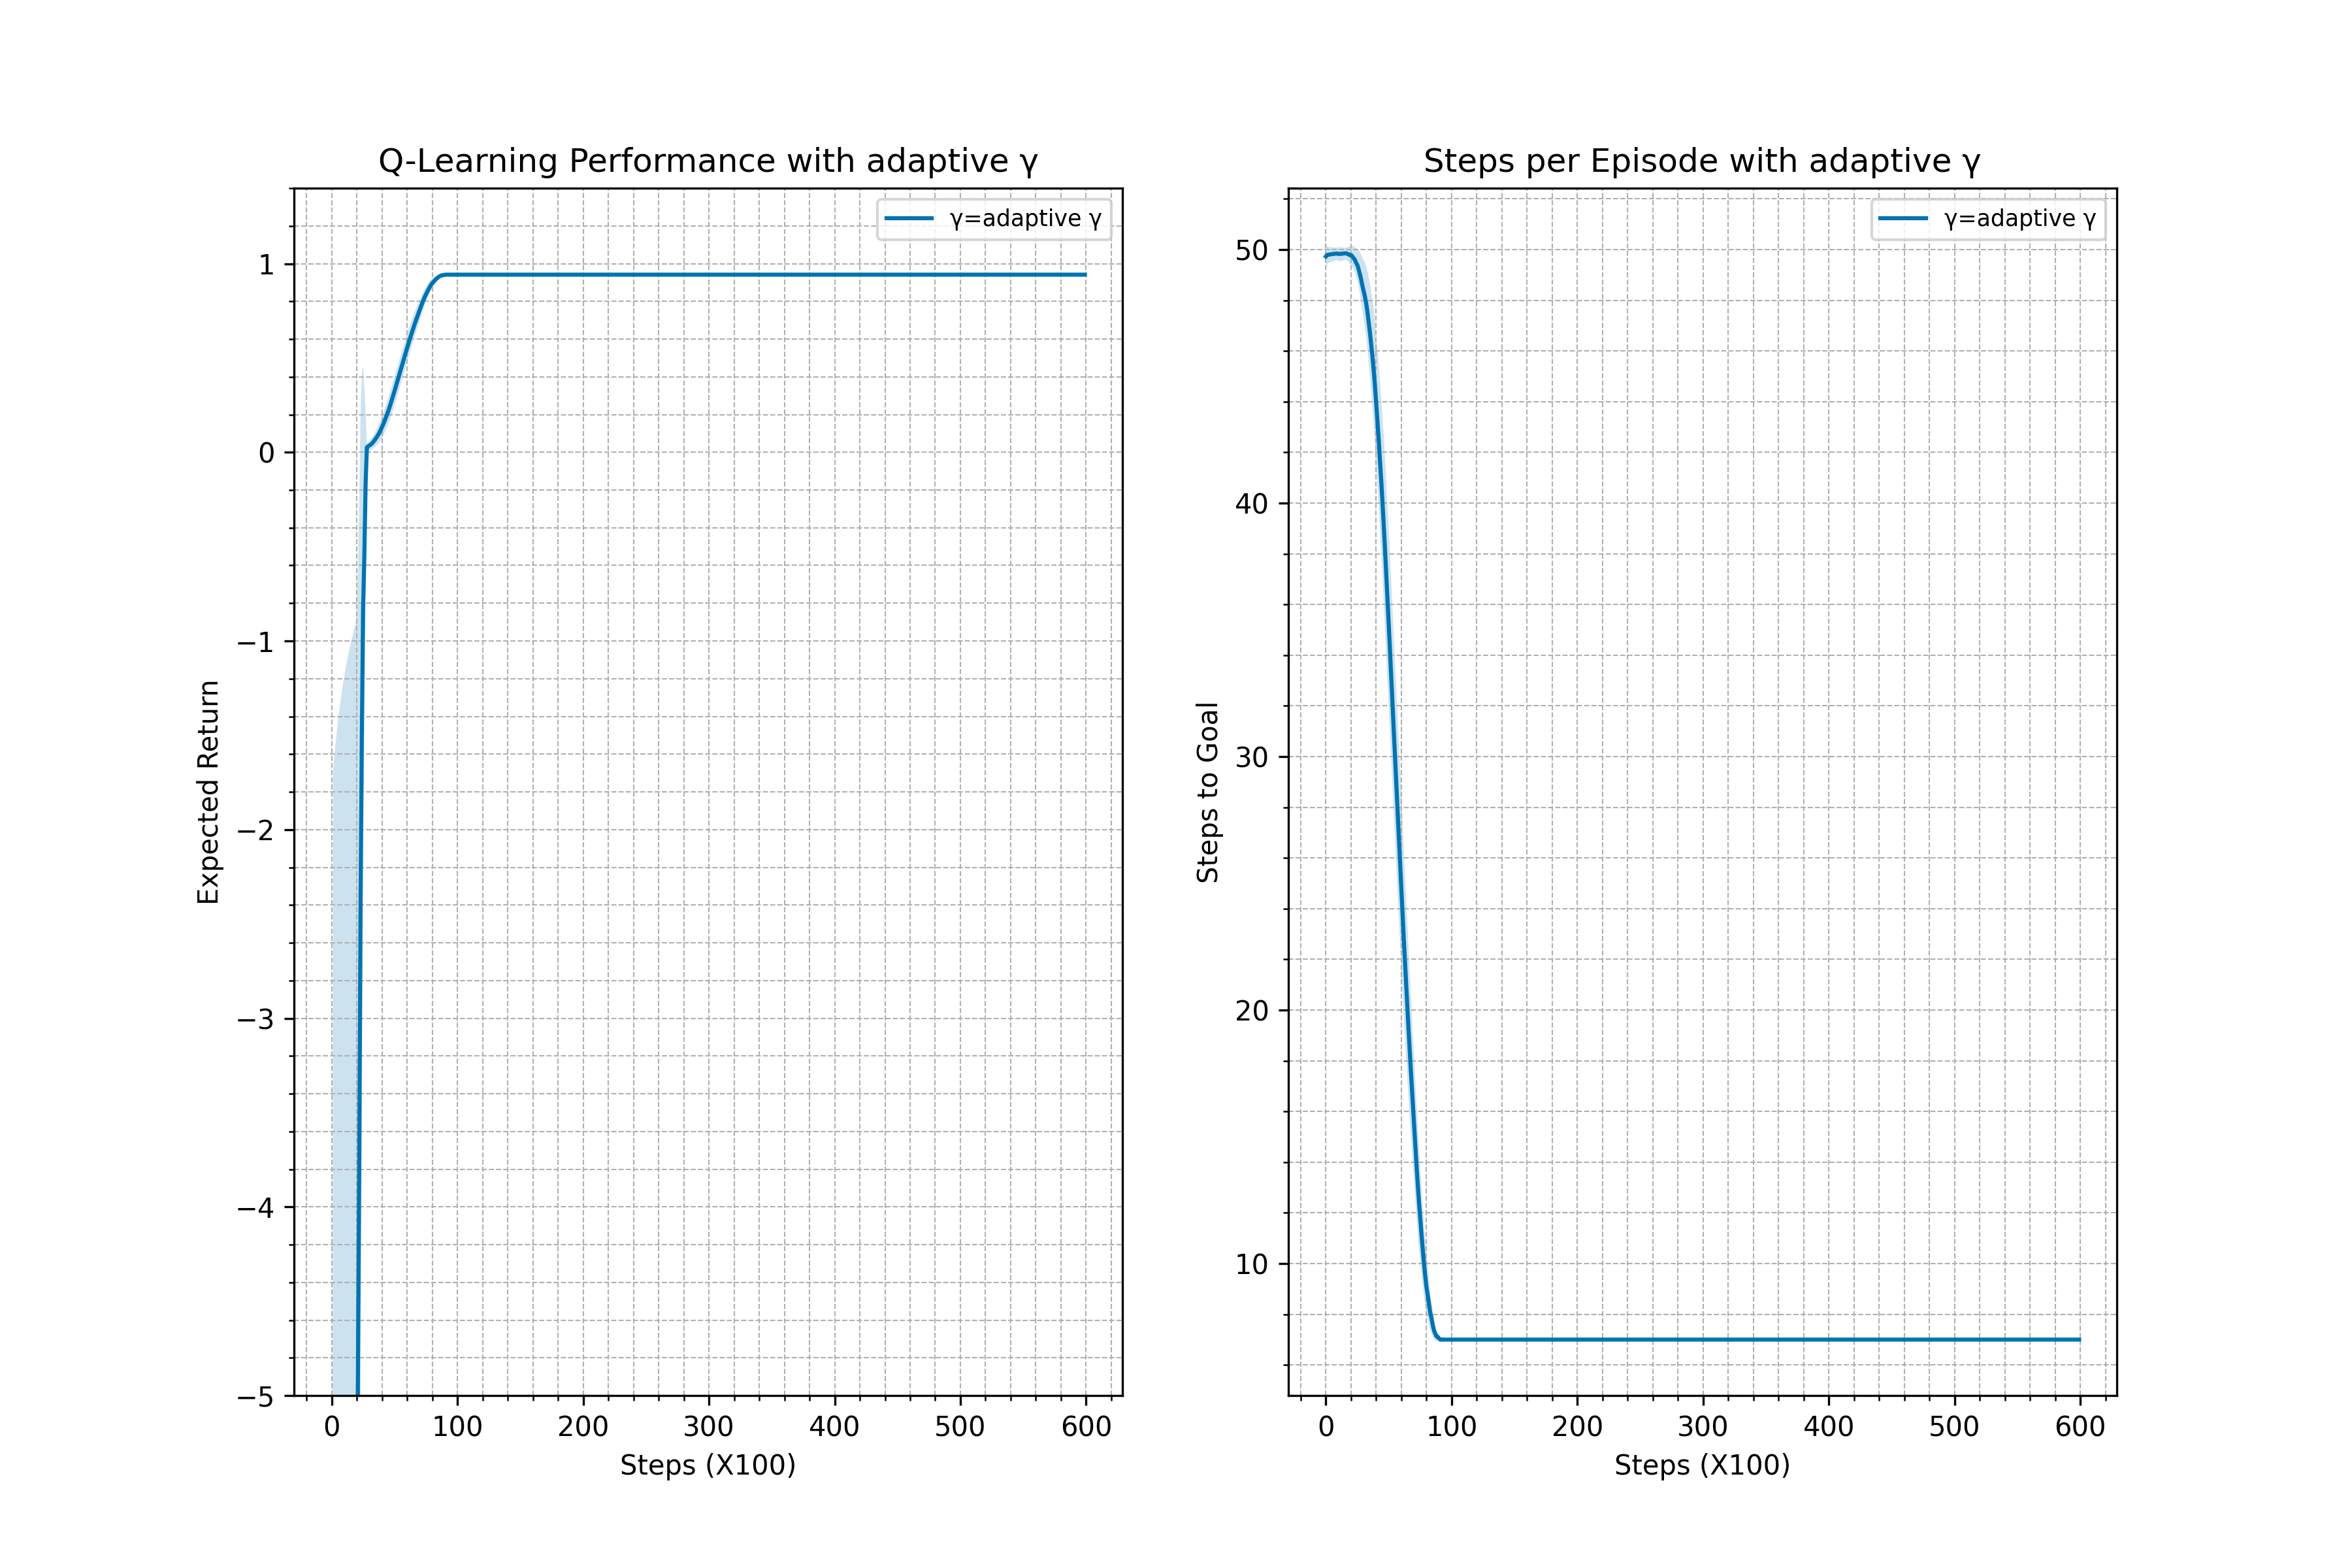 Q-Learning Performance with adaptive γ
γ=adaptive γ
Expected Return
1
0
−1
−2
−3
−4
−5
0 100 200 300 400 500 600
Steps (X100)
Steps per Episode with adaptive γ
γ=adaptive γ
Steps to Goal
50
40
30
20
10
0 100 200 300 400 500 600
Steps (X100)